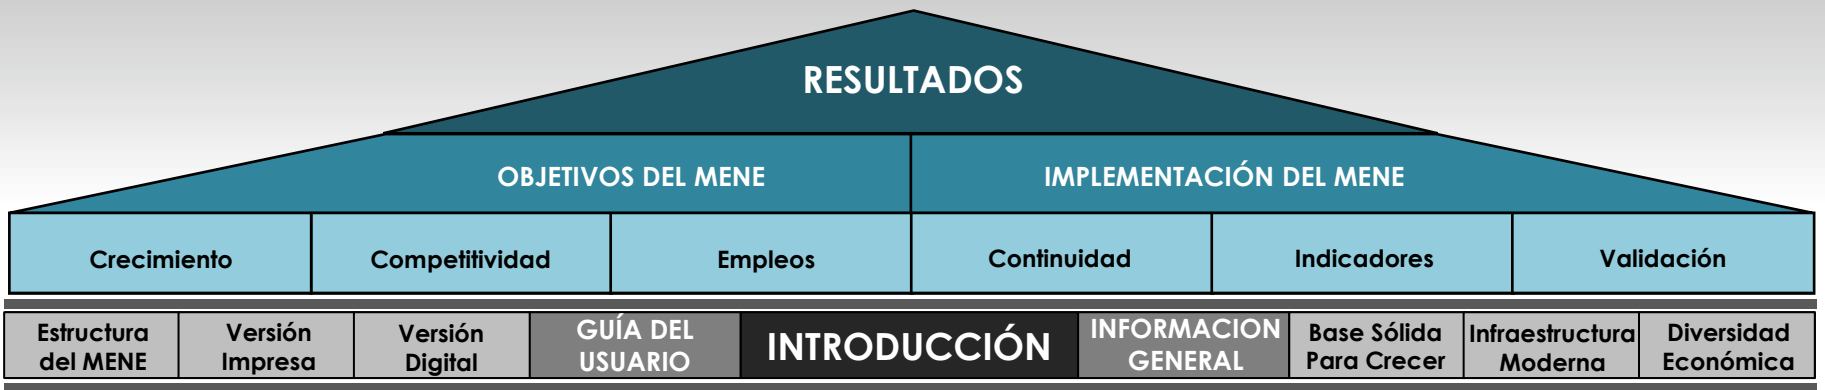 RESULTADOS
OBJETIVOS DEL MENE
IMPLEMENTACIÓN DEL MENE
Crecimiento
Competitividad
Empleos
Continuidad
Indicadores
Validación
Estructura
del MENE
Versión
Impresa
Versión
Digital
GUÍA DEL
USUARIO
INTRODUCCIÓN
INFORMACION
GENERAL
Base Sólida
Para Crecer
Infraestructura
Moderna
Diversidad
Económica